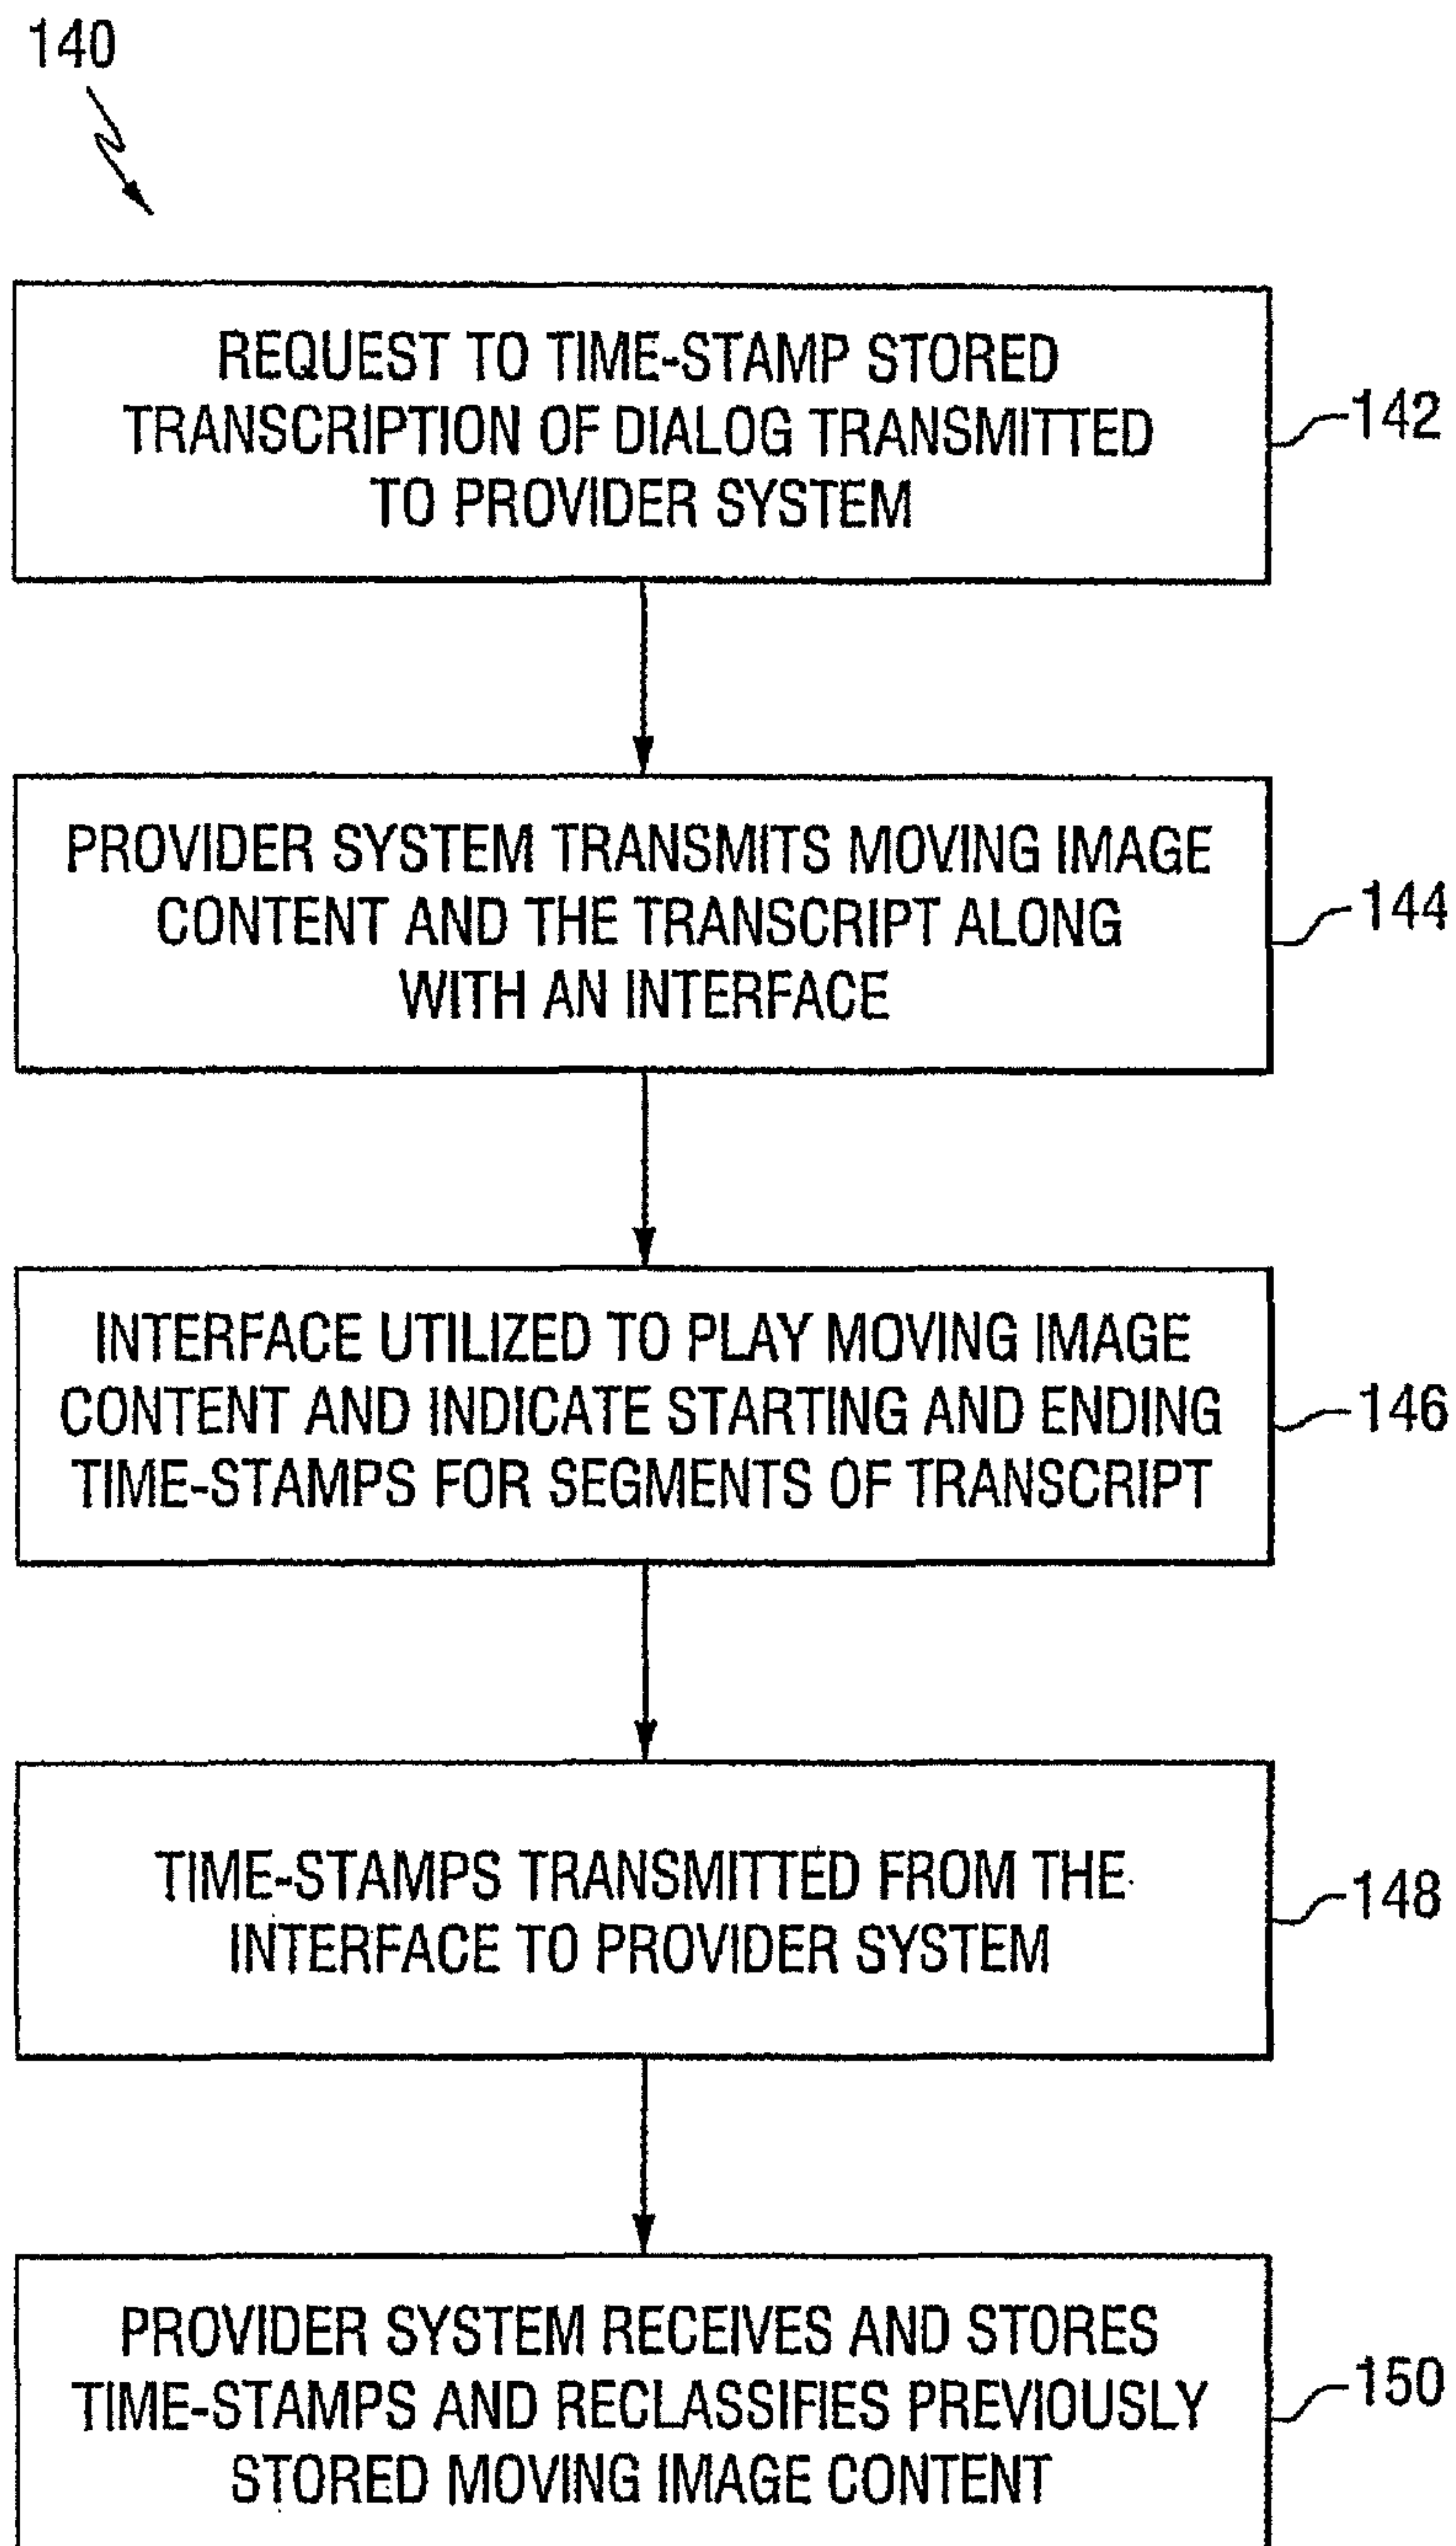 140
REQUEST TO TIME-STAMP STORED
TRANSCRIPTION OF DIALOG TRANSMITTED
TO PROVIDER SYSTEM
142
PROVIDER SYSTEM TRANSMITS MOVING IMAGE
CONTENT AND THE TRANSCRIPT ALONG
WITH AN INTERFACE
144
INTERFACE UTILIZED TO PLAY MOVING IMAGE
CONTENT AND INDICATE STARTING AND ENDING
TIME-STAMPS FOR SEGMENTS OF TRANSCRIPT
146
TIME-STAMPS TRANSMITTED FROM THE
INTERFACE TO PROVIDER SYSTEM
148
PROVIDER SYSTEM RECEIVES AND STORES
TIME-STAMPS AND RECLASSIFIES PREVIOUSLY
STORED MOVING IMAGE CONTENT
150